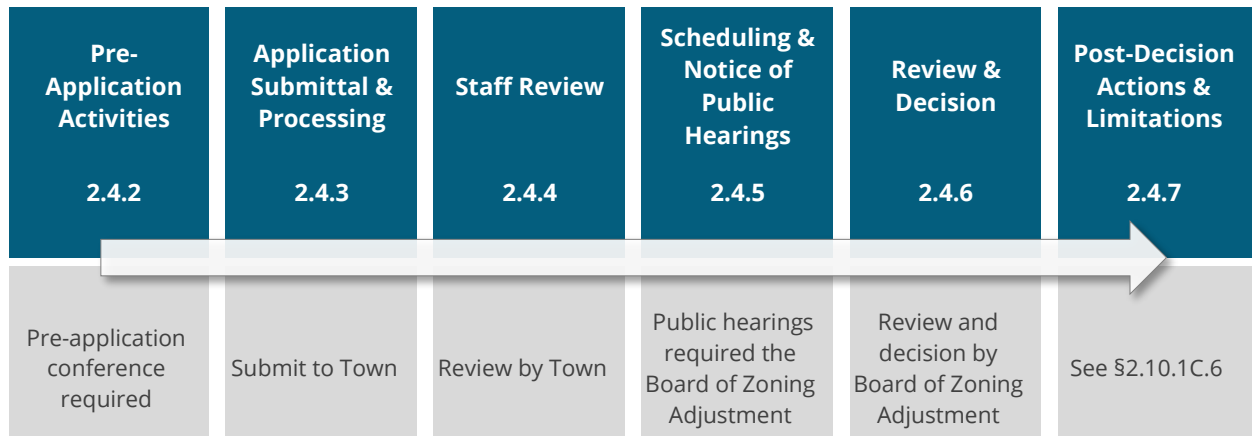 Pre-
Application
Activities
2.4.2
Application
Submittal &
Processing
2.4.3
Staff Review
2.4.4
Scheduling &
Notice of
Public
Hearings
2.4.5
Review &
Decision
2.4.6
Post-Decision
Actions &
Limitations
2.4.7
Pre-application
conference
required
Submit to Town
Review by Town
Public hearings
required the
Board of Zoning
Adjustment
Review and
decision by
Board of Zoning
Adjustment
See §2.10.1C.6